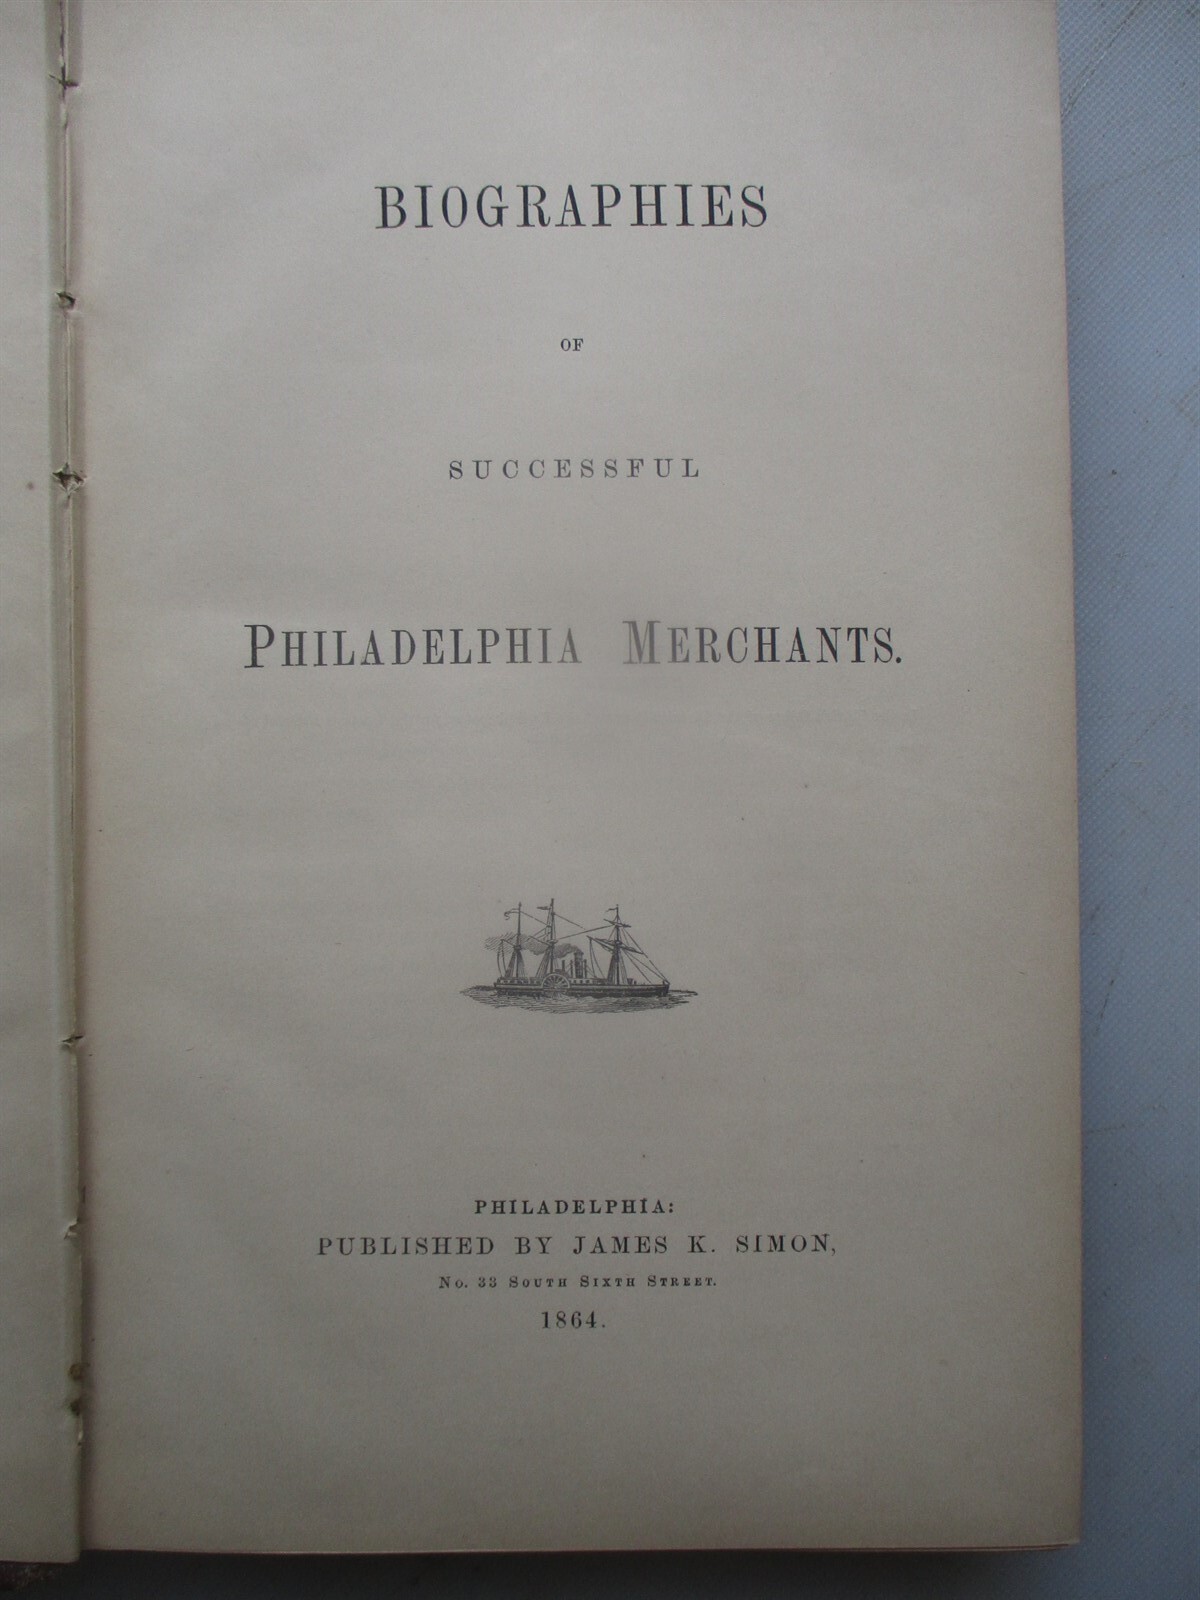 BIOGRAPHIES
OF
SUCCESSFUL
PHILADELPHIA MERCHANTS.
PHILADELPHIA:
PUBLISHED BY JAMES K. SIMON,
No. 33 South Sixth Street.
1864.